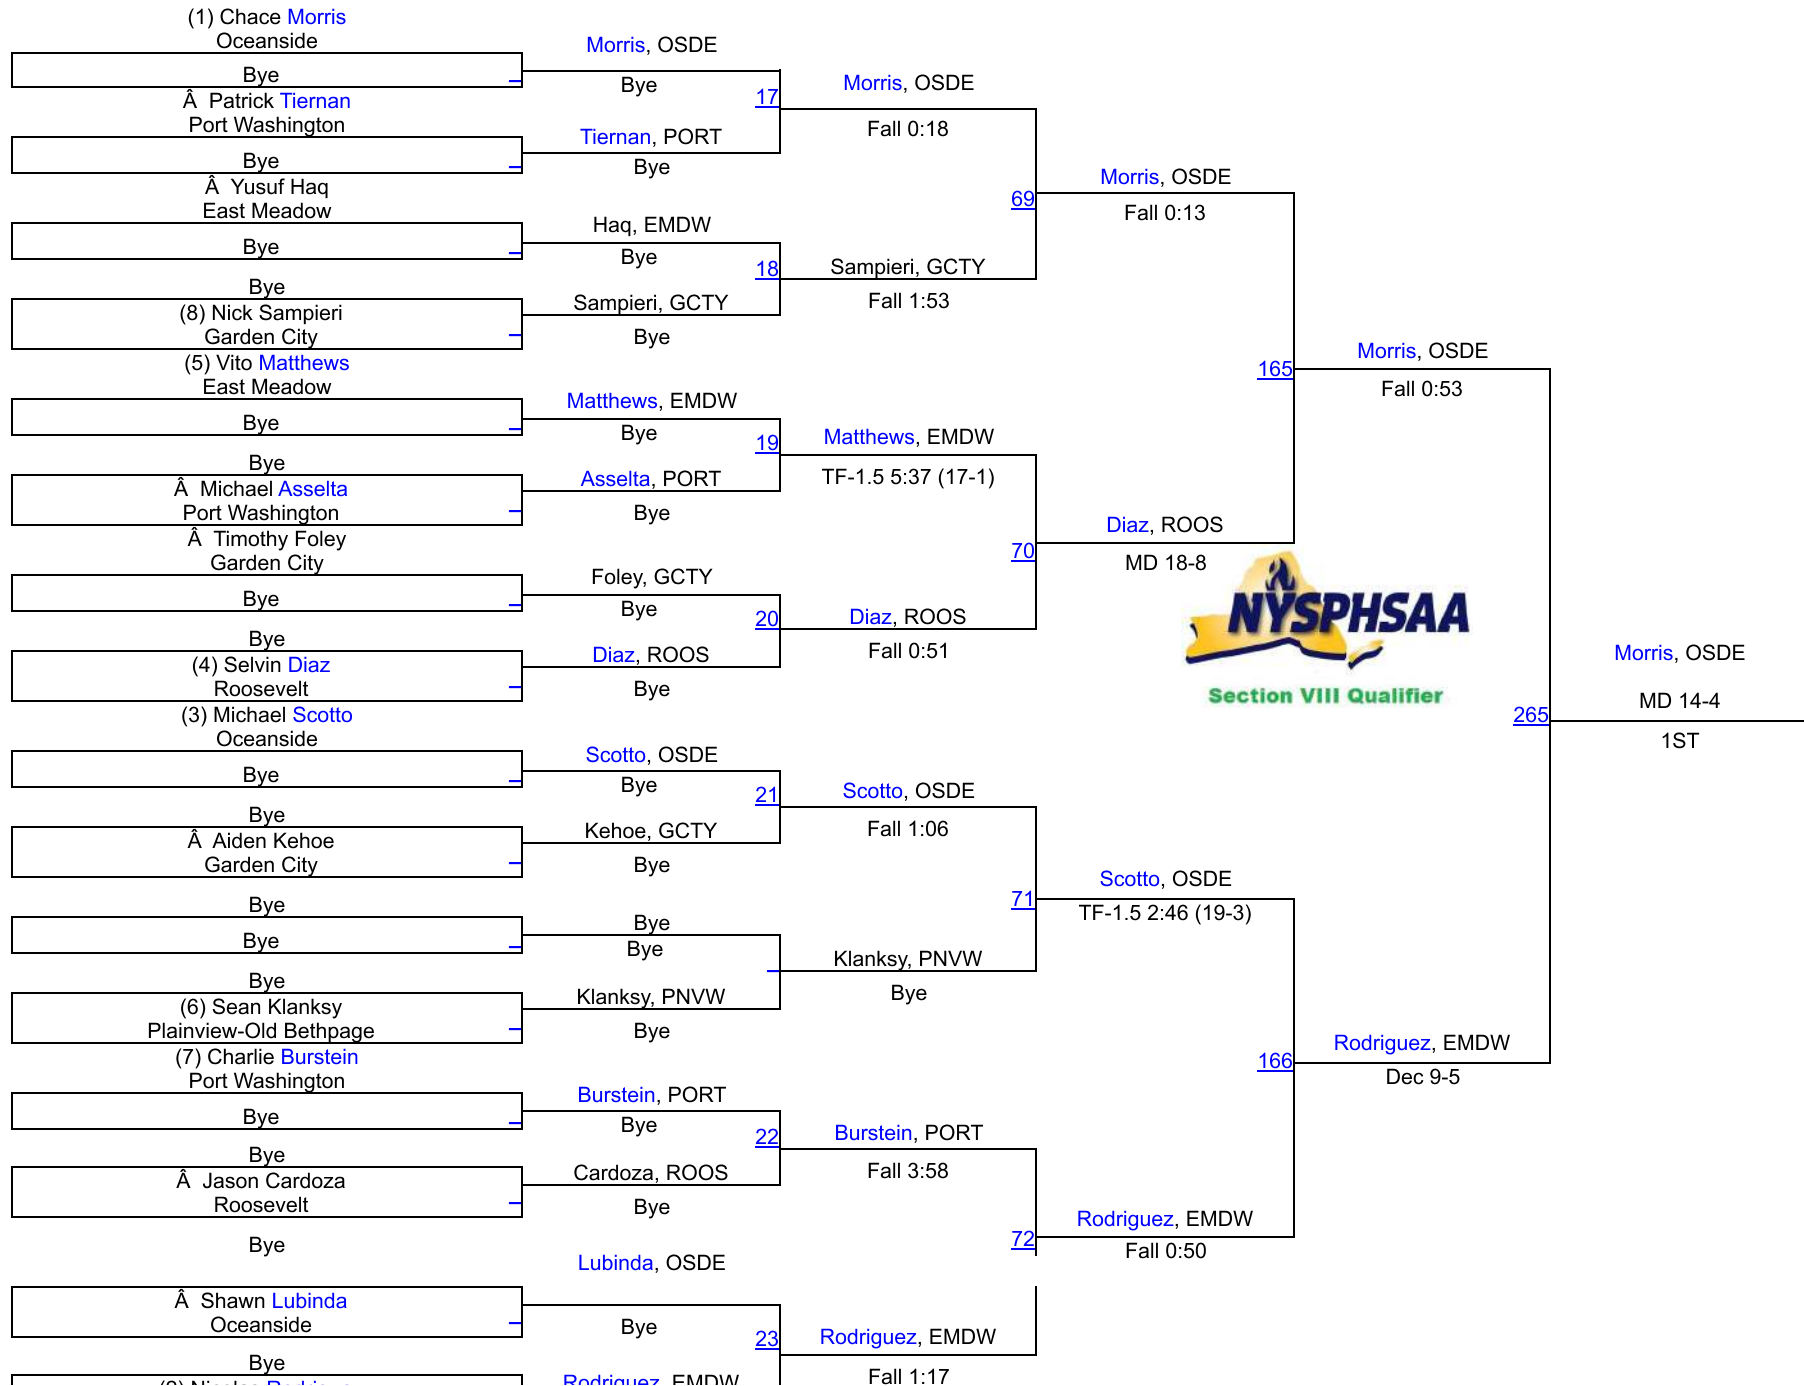 (1) Chace Morris
Oceanside
Bye
Â Patrick Tiernan
Port Washington
Bye
Â Yusuf Haq
East Meadow
Bye
Bye
(8) Nick Sampieri
Garden City
(5) Vito Matthews
East Meadow
Bye
Bye
Â Michael Asselta
Port Washington
Â Timothy Foley
Garden City
Bye
Bye
(4) Selvin Diaz
Roosevelt
(3) Michael Scotto
Oceanside
Bye
Bye
Â Aiden Kehoe
Garden City
Bye
Bye
Bye
(6) Sean Klanksy
Plainview-Old Bethpage
(7) Charlie Burstein
Port Washington
Bye
Bye
Â Jason Cardoza
Roosevelt
Bye
Â Shawn Lubinda
Oceanside
Bye
Morris, OSDE
Bye
17
Tiernan, PORT
Bye
Haq, EMDW
Bye
18
Sampieri, GCTY
Bye
Matthews, EMDW
Bye
19
Asselta, PORT
Bye
Foley, GCTY
Bye
20
Diaz, ROOS
Bye
Scotto, OSDE
Bye
21
Kehoe, GCTY
Bye
Bye
Bye
Klanksy, PNVW
Bye
Burstein, PORT
Bye
22
Cardoza, ROOS
Bye
Lubinda, OSDE
Bye
23
Rodriguez, EMDW
Morris, OSDE
Fall 0:18
69
Sampieri, GCTY
Fall 1:53
Matthews, EMDW
TF-1.5 5:37 (17-1)
70
Diaz, ROOS
Fall 0:51
Scotto, OSDE
Fall 1:06
71
Klanksy, PNVW
Bye
Burstein, PORT
Fall 3:58
72
Rodriguez, EMDW
Fall 1:17
Morris, OSDE
Fall 0:13
165
Diaz, ROOS
MD 18-8
NYSPHSAA
Section VIII Qualifier
Scotto, OSDE
TF-1.5 2:46 (19-3)
166
Rodriguez, EMDW
Fall 0:50
Morris, OSDE
Fall 0:53
265
Rodriguez, EMDW
Dec 9-5
Morris, OSDE
MD 14-4
1ST